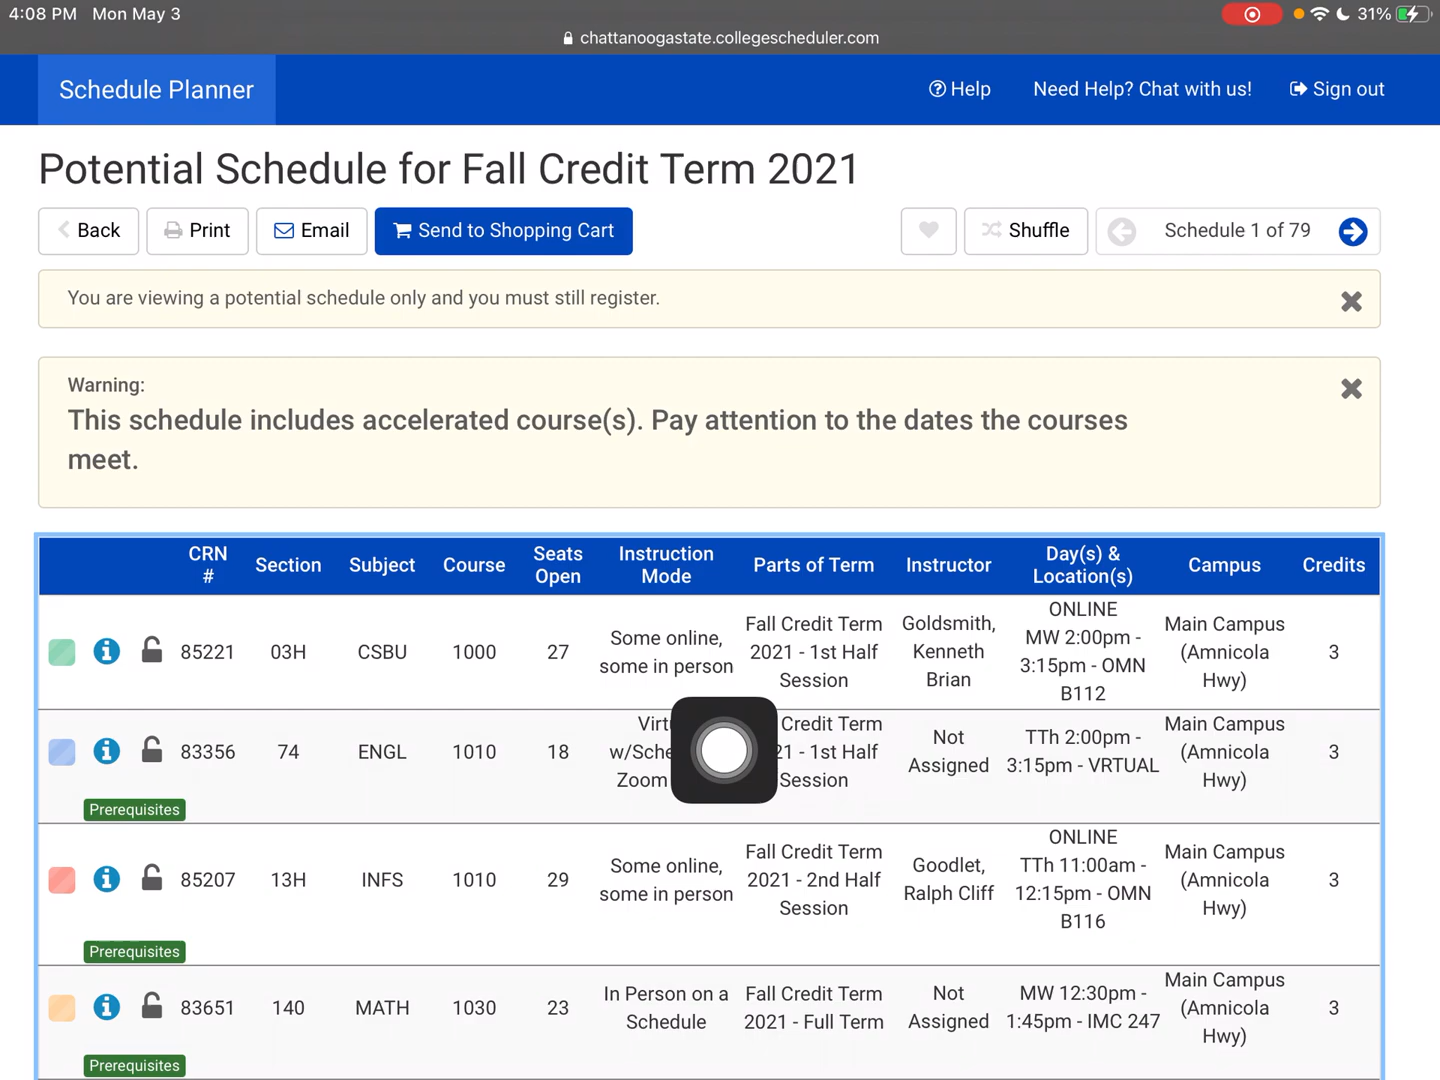 4:08 PM Mon May 3
31%
chattanoogastate.collegescheduler.com
Schedule Planner
Help
Need Help? Chat with us!
Sign out
Potential Schedule for Fall Credit Term 2021
Back
Print
Email
Send to Shopping Cart
Shuffle
Schedule 1 of 79
You are viewing a potential schedule only and you must still register.
Warning:
This schedule includes accelerated course(s). Pay attention to the dates the courses
meet.
CRN
#
Section
Subject
Course
Seats
Open
Instruction
Mode
Parts of Term
Instructor
Day(s) &
Location(s)
Campus
Credits
85221
03H
CSBU
1000
27
Some online,
some in person
Fall Credit Term
2021 - 1st Half
Session
Goldsmith,
Kenneth
Brian
ONLINE
MW 2:00pm -
3:15pm - OMN
B112
Main Campus
(Amnicola
Hwy)
3
83356
74
ENGL
1010
18
Zoom
Credit Term
- 1st Half
Session
Not
Assigned
TTh 2:00pm -
3:15pm - VRTUAL
Main Campus
(Amnicola
Hwy)
3
Prerequisites
85207
13H
INFS
1010
29
Some online,
some in person
Fall Credit Term
2021 - 2nd Half
Session
Goodlet,
Ralph Cliff
ONLINE
TTh 11:00am -
12:15pm - OMN
B116
Main Campus
(Amnicola
Hwy)
3
Prerequisites
83651
140
MATH
1030
23
In Person on a
Schedule
Fall Credit Term
2021 - Full Term
Not
Assigned
MW 12:30pm -
1:45pm - IMC 247
Main Campus
(Amnicola
Hwy)
3
Prerequisites